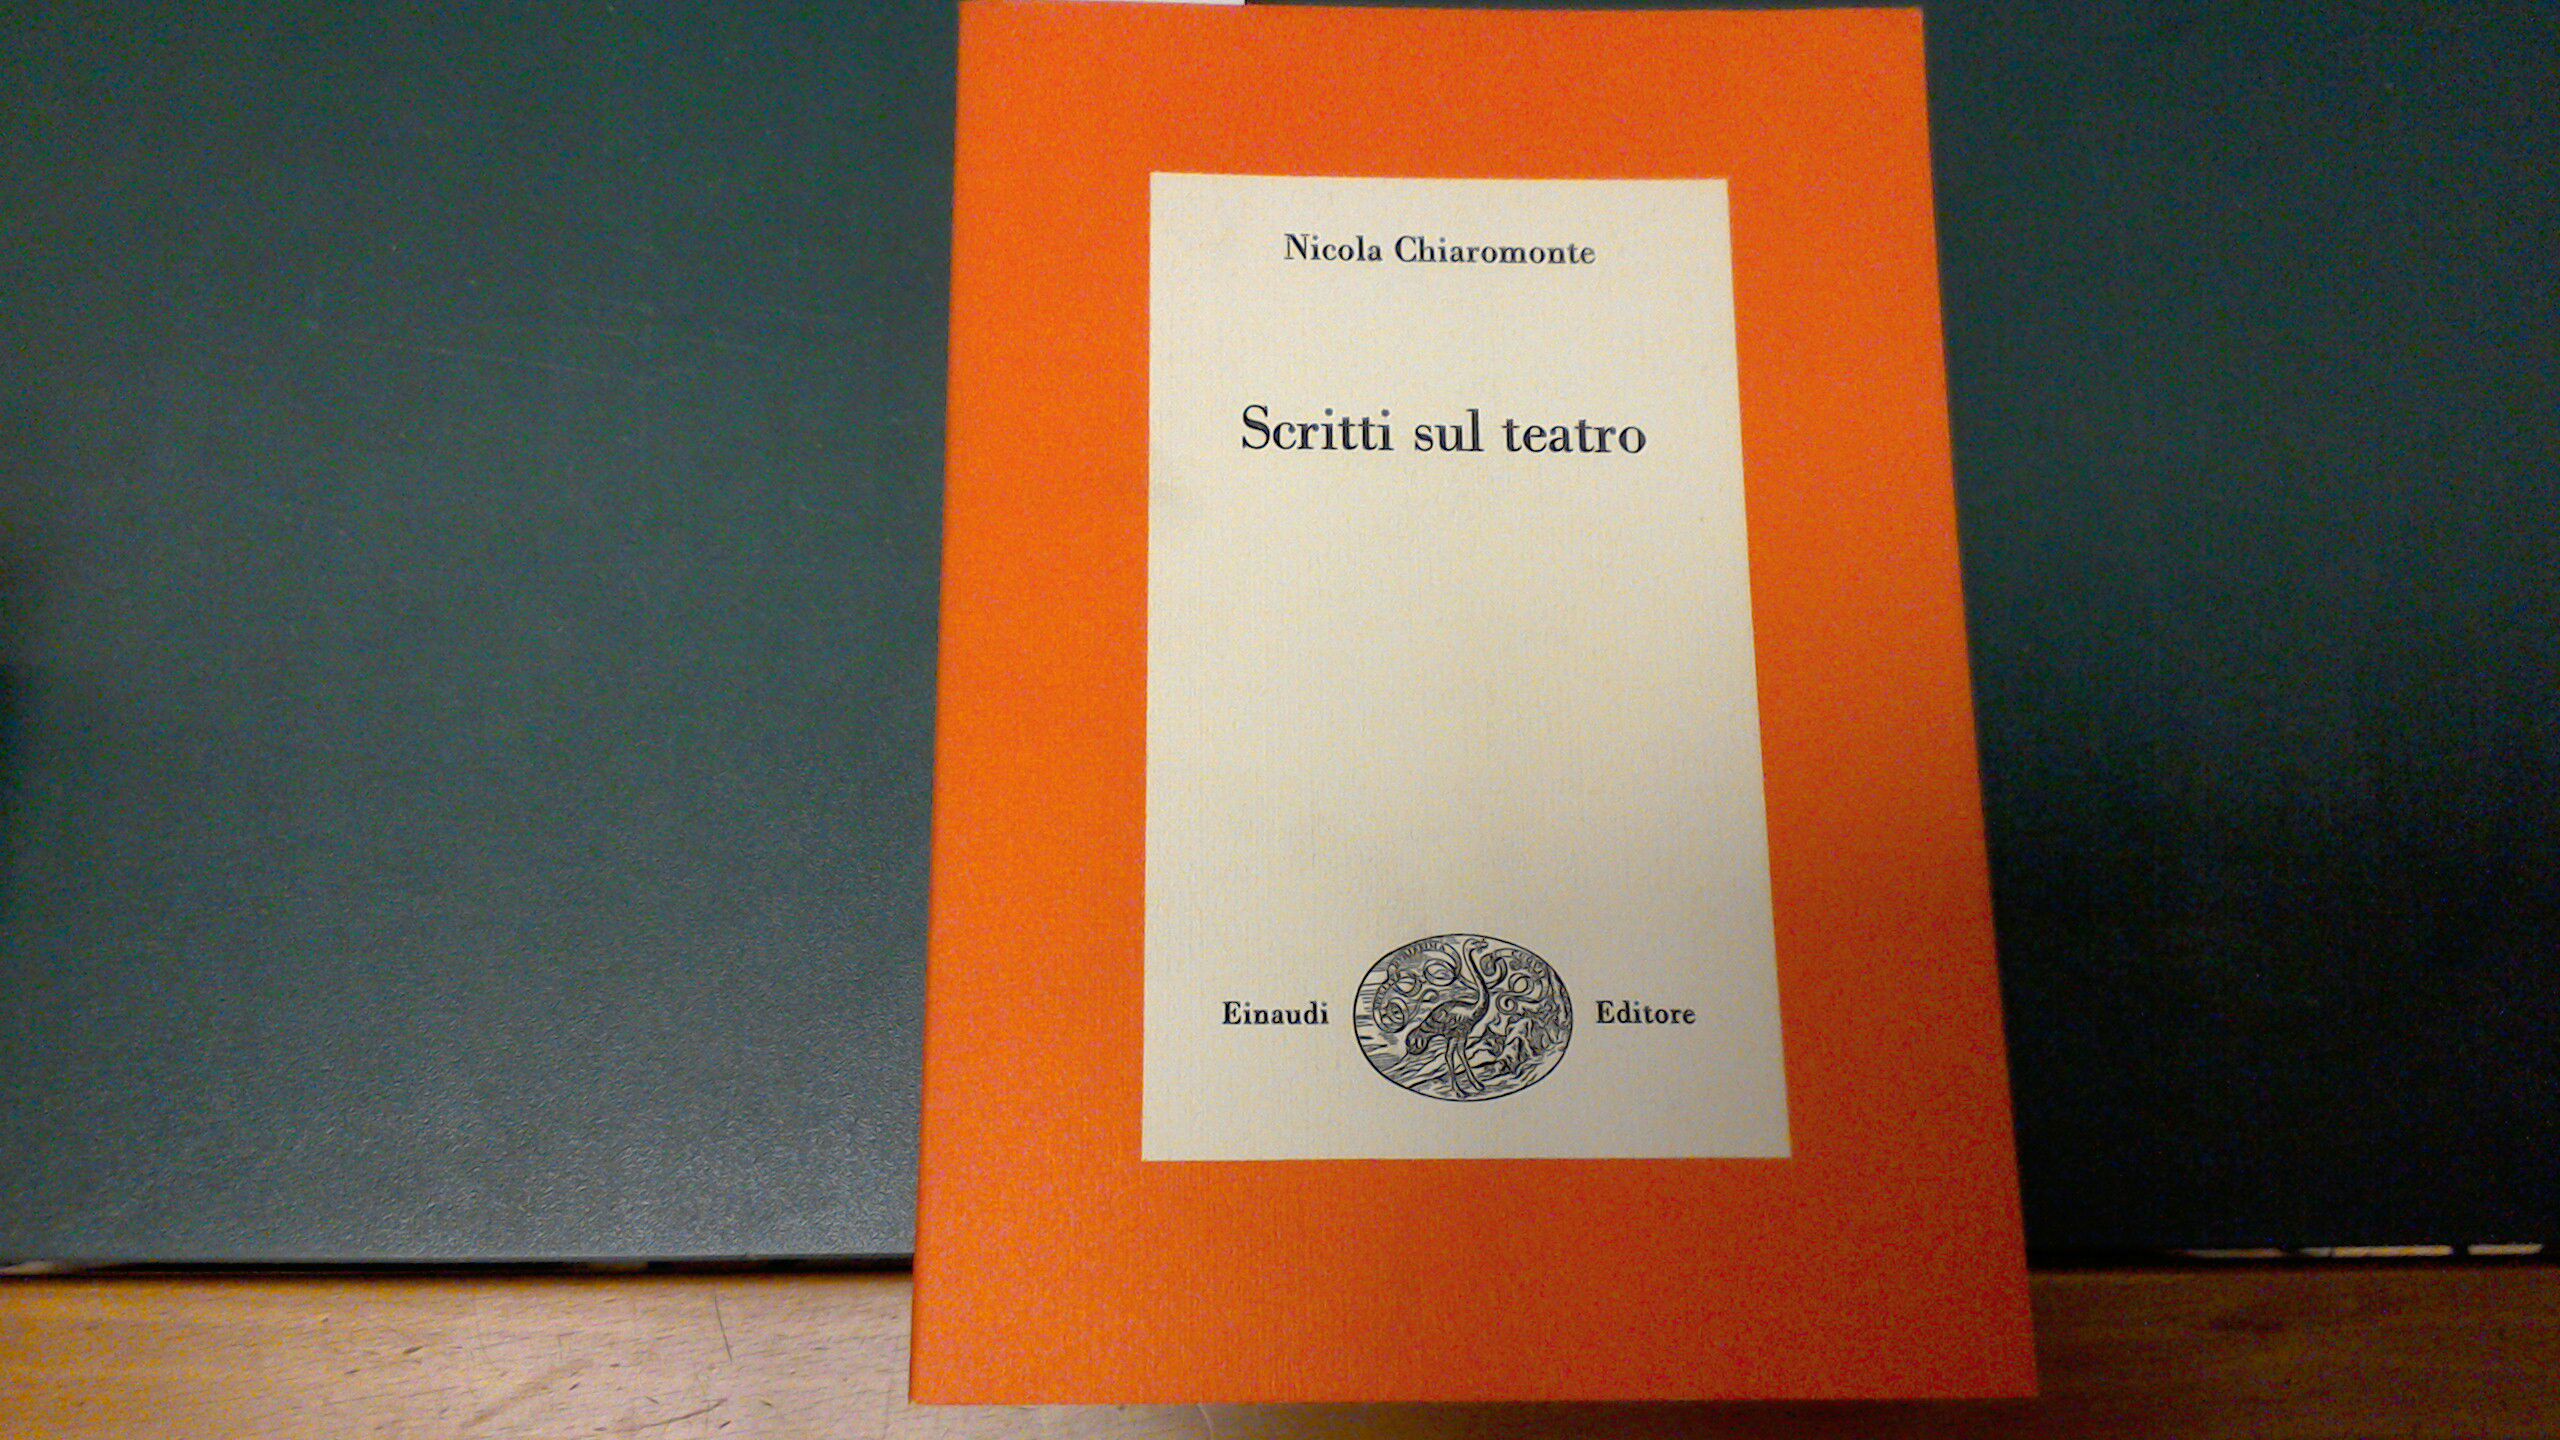 Nicola Chiaromonte
Scritti sul teatro
Einaudi Editore